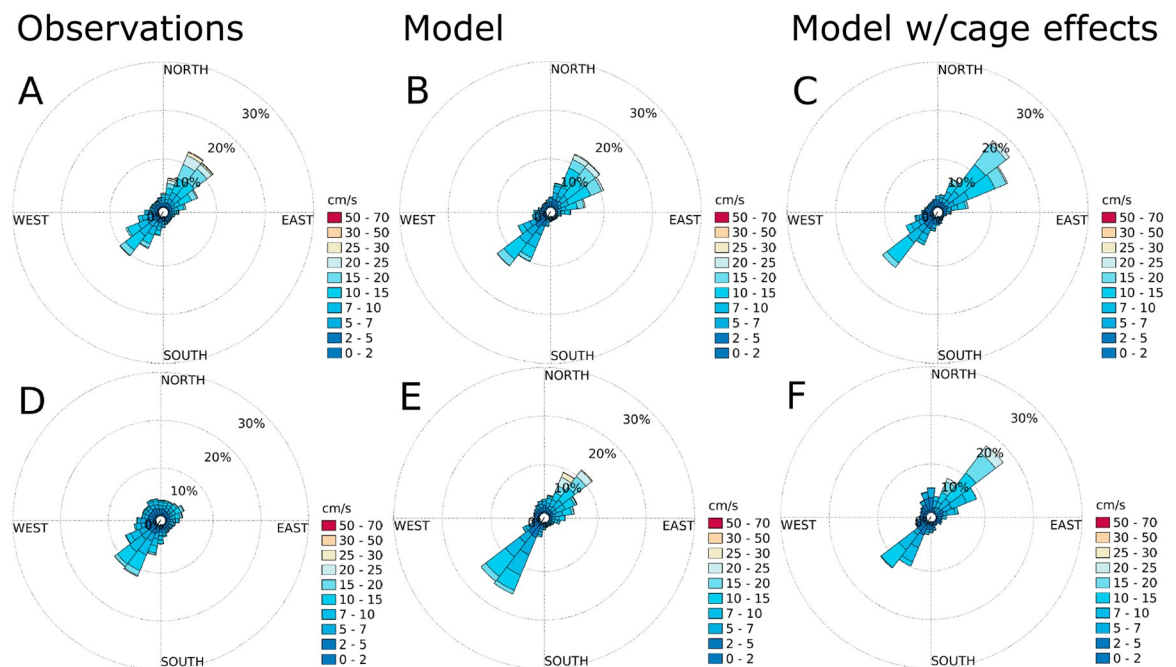 Observations Model Model w/cage effects
A B C
NORTH NORTH NORTH
30% 30% 30%
20% 20% 20%
10% 10% 10%
0% 0% 0%
WEST EAST WEST EAST WEST EAST
SOUTH SOUTH SOUTH
cm/s cm/s cm/s
50 - 70 50 - 70 50 - 70
30 - 50 30 - 50 30 - 50
25 - 30 25 - 30 25 - 30
20 - 25 20 - 25 20 - 25
15 - 20 15 - 20 15 - 20
10 - 15 10 - 15 10 - 15
7 - 10 7 - 10 7 - 10
5 - 7 5 - 7 5 - 7
2 - 5 2 - 5 2 - 5
0 - 2 0 - 2 0 - 2
D E F
NORTH NORTH NORTH
30% 30% 30%
20% 20% 20%
10% 10% 10%
0% 0% 0%
WEST EAST WEST EAST WEST EAST
SOUTH SOUTH SOUTH
cm/s cm/s cm/s
50 - 70 50 - 70 50 - 70
30 - 50 30 - 50 30 - 50
25 - 30 25 - 30 25 - 30
20 - 25 20 - 25 20 - 25
15 - 20 15 - 20 15 - 20
10 - 15 10 - 15 10 - 15
7 - 10 7 - 10 7 - 10
5 - 7 5 - 7 5 - 7
2 - 5 2 - 5 2 - 5
0 - 2 0 - 2 0 - 2